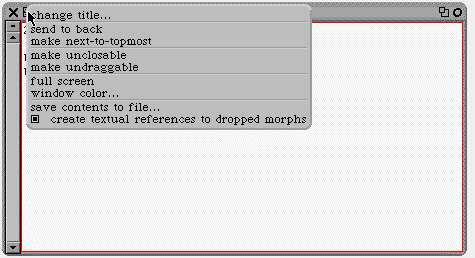 change title...
send to back
make next-to-topmost
make unclosable
make undraggable
full screen
window color...
save contents to file...
create textual references to dropped morphs